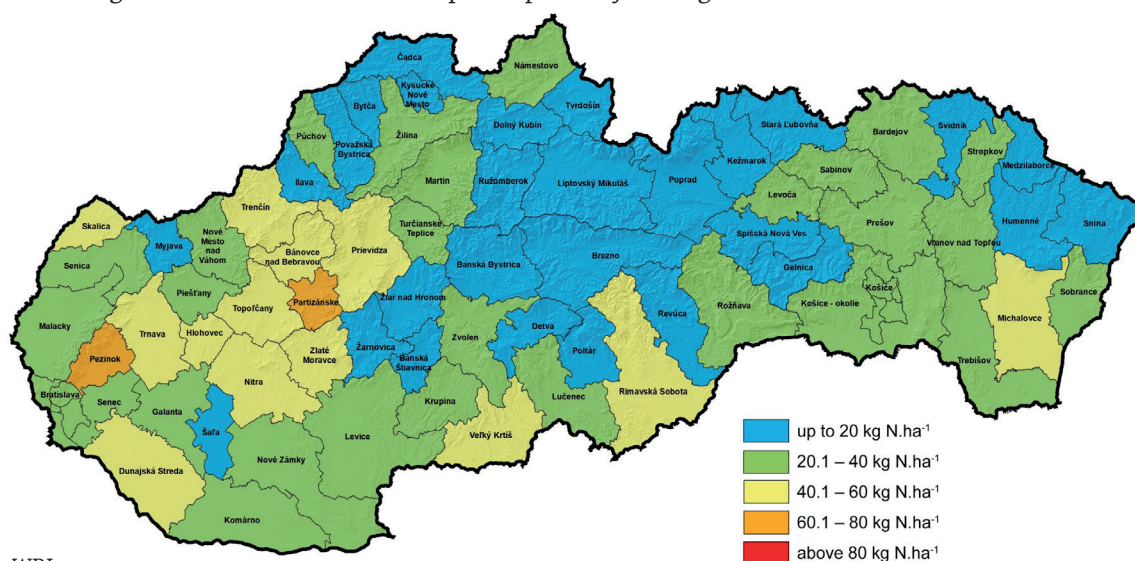 Čadca
Námestovo
Kysucké
Nové
Mesto
Bytča
Tvrdošín
Dolný Kubín
Púchov
Považská
Bystrica
Žilina
Stará Ľubovňa
Bardejov
Svidník
Stropkov
Medzilaborce
Kežmarok
Ilava
Martin
Ružomberok
Liptovský Mikuláš
Poprad
Sabinov
Levoča
Trenčín
Skalica
Turčianske
Teplice
Prešov
Humenné
Snina
Nové
Mesto
nad
Váhom
Myjava
Bánovce
nad Bebravou
Prievidza
Spišská Nová Ves
Vranov nad Topľou
Senica
Banská Bystrica
Brezno
Gelnica
Piešťany
Topoľčany
Partizánske
Žiar nad Hronom
Košice
Sobrance
Rožňava
Košice - okolie
Malacky
Revúca
Michalovce
Trnava
Hlohovec
Detva
Zvolen
Zlaté
Moravce
Žarnovica
Banská
Štiavnica
Poltár
Pezinok
Trebišov
Nitra
Rimavská Sobota
Bratislava
Senec
Krupina
Lučenec
Galanta
Levice
Šaľa
Veľký Krtíš
Nové Zámky
Dunajská Streda
Komárno
up to 20 kg N.ha-1
20.1 – 40 kg N.ha-1
40.1 – 60 kg N.ha-1
60.1 – 80 kg N.ha-1
above 80 kg N.ha-1